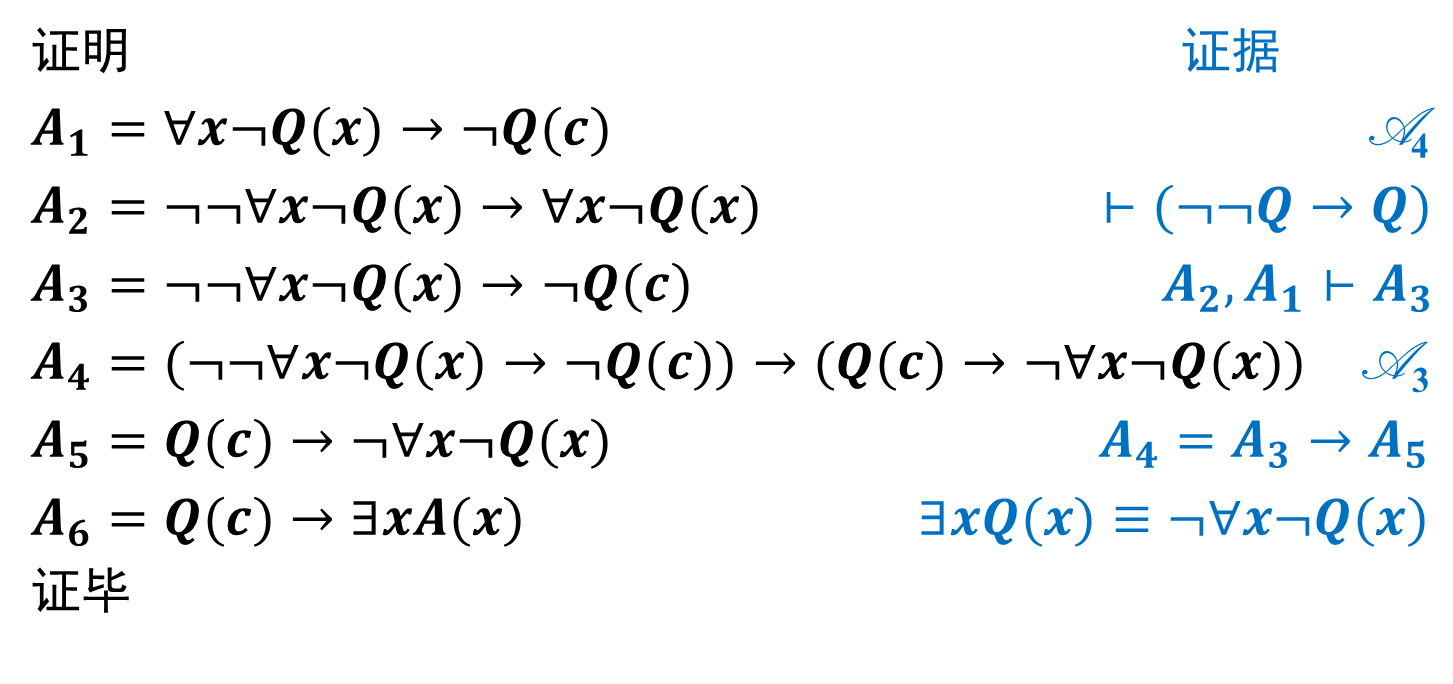 证明 证据
A₁ = ∀x¬Q(x) → ¬Q(c) 𝒜₄
A₂ = ¬¬∀x¬Q(x) → ∀x¬Q(x) ⊢ (¬¬Q → Q)
A₃ = ¬¬∀x¬Q(x) → ¬Q(c) A₂, A₁ ⊢ A₃
A₄ = (¬¬∀x¬Q(x) → ¬Q(c)) → (Q(c) → ¬∀x¬Q(x)) 𝒜₃
A₅ = Q(c) → ¬∀x¬Q(x) A₄ = A₃ → A₅
A₆ = Q(c) → ∃xA(x) ∃xQ(x) ≡ ¬∀x¬Q(x)
证毕